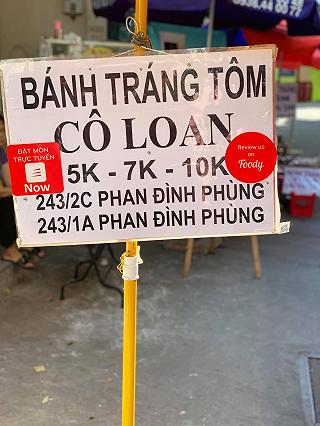 BÁNH TRÁNG TÔM
CÔ LOAN
5K - 7K - 10K
243/2C PHAN ĐÌNH PHÙNG
243/1A PHAN ĐÌNH PHÙNG
ĐẶT MÓN
TRỰC TUYẾN
Now
Review us
on
Foody